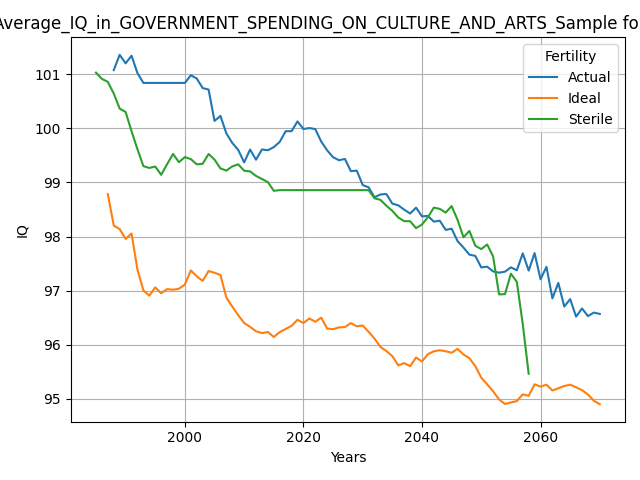 Average_IQ_in_GOVERNMENT_SPENDING_ON_CULTURE_AND_ARTS_Sample fo
Fertility
Actual
Ideal
Sterile
101
100
99
98
97
96
95
IQ
2000
2020
2040
2060
Years